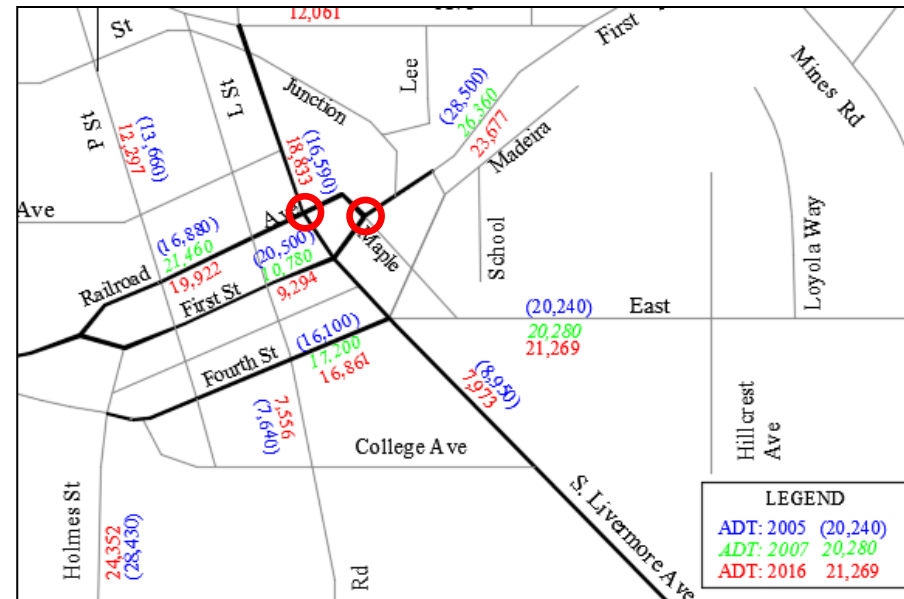 12,061
St
First
Lee
Mines Rd
P St
L St
Junction
(28,500)
26,360
23,677
Madeira
(13,660)
12,297
(16,590)
18,833
Ave
Ave
Maple
School
Loyola Way
(16,880)
21,460
19,922
Railroad
(20,500)
10,780
9,294
First St
(20,240)
East
20,280
21,269
(16,100)
17,200
16,861
Fourth St
(8,950)
7,973
7,556
(7,640)
College Ave
Hillcrest
Ave
S. Livermore Ave
Holmes St
24,352
(28,430)
Rd
LEGEND
ADT: 2005 (20,240)
ADT: 2007 20,280
ADT: 2016 21,269